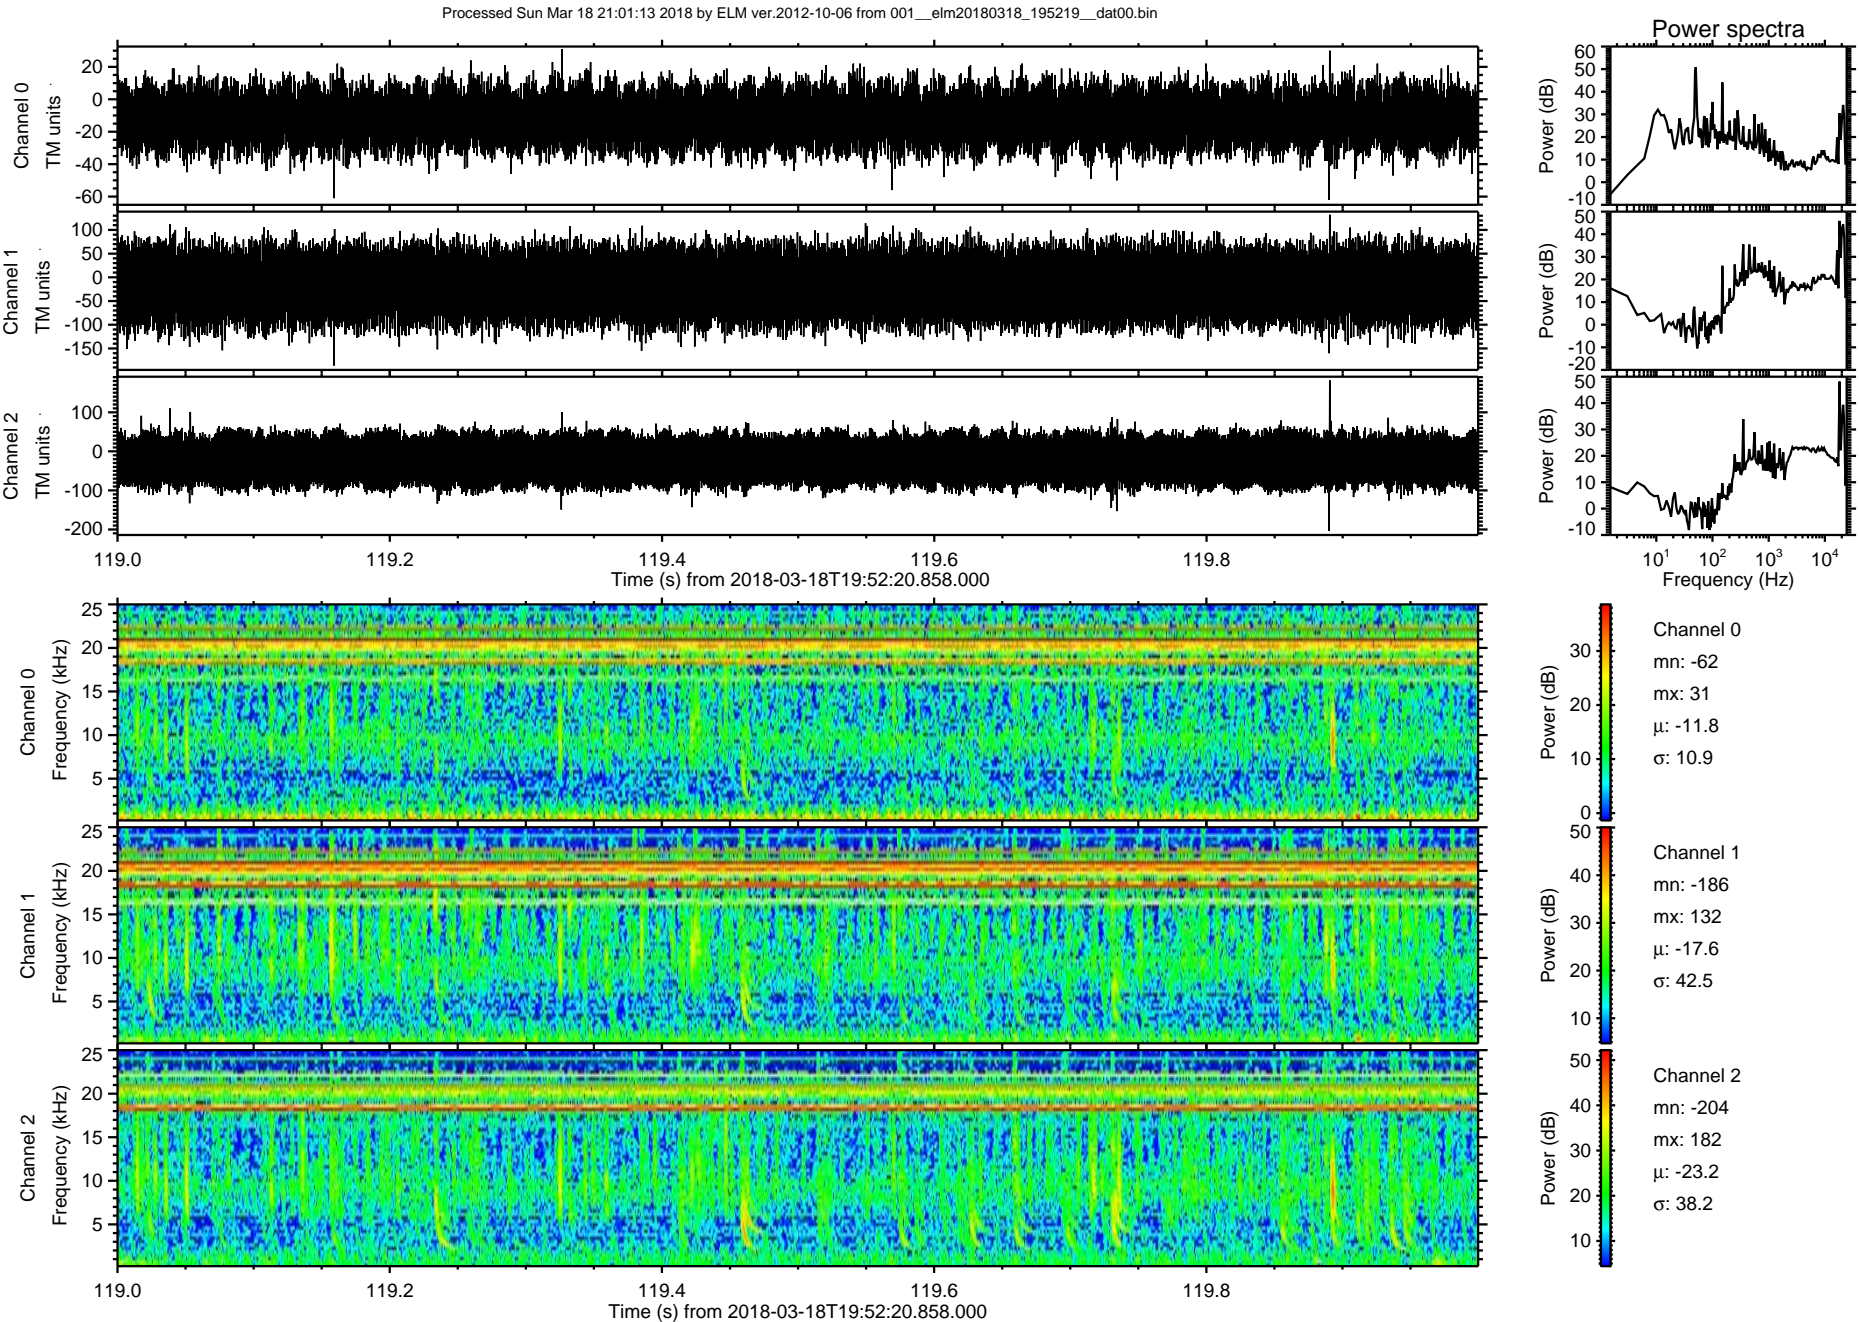 Processed Sun Mar 18 21:01:13 2018 by ELM ver.2012-10-06 from 001__elm20180318_195219__dat00.bin
Power spectra
Channel 0
TM units
20
0
-20
-40
-60
Power (dB)
60
50
40
30
20
10
0
-10
Channel 1
TM units
100
50
0
-50
-100
-150
Power (dB)
50
40
30
20
10
0
-10
-20
Channel 2
TM units
100
0
-100
-200
Power (dB)
50
40
30
20
10
0
-10
119.0 119.2 119.4 119.6 119.8
Time (s) from 2018-03-18T19:52:20.858.000
10^1 10^2 10^3 10^4
Frequency (Hz)
Channel 0
Frequency (kHz)
25
20
15
10
5
Power (dB)
30
20
10
0
Channel 0
mn: -62
mx: 31
μ: -11.8
σ: 10.9
Channel 1
Frequency (kHz)
25
20
15
10
5
Power (dB)
50
40
30
20
10
Channel 1
mn: -186
mx: 132
μ: -17.6
σ: 42.5
Channel 2
Frequency (kHz)
25
20
15
10
5
Power (dB)
50
40
30
20
10
Channel 2
mn: -204
mx: 182
μ: -23.2
σ: 38.2
119.0 119.2 119.4 119.6 119.8
Time (s) from 2018-03-18T19:52:20.858.000